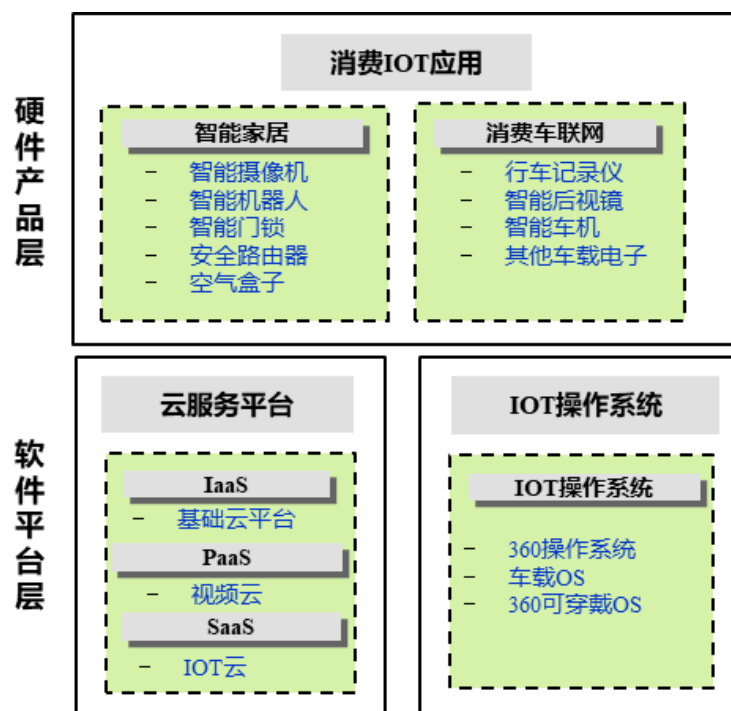 硬件产品层
消费IOT应用
智能家居
- 智能摄像机
- 智能机器人
- 智能门锁
- 安全路由器
- 空气盒子
消费车联网
- 行车记录仪
- 智能后视镜
- 智能车机
- 其他车载电子
软件平台层
云服务平台
IaaS
- 基础云平台
PaaS
- 视频云
SaaS
- IOT云
IOT操作系统
IOT操作系统
- 360操作系统
- 车载OS
- 360可穿戴OS